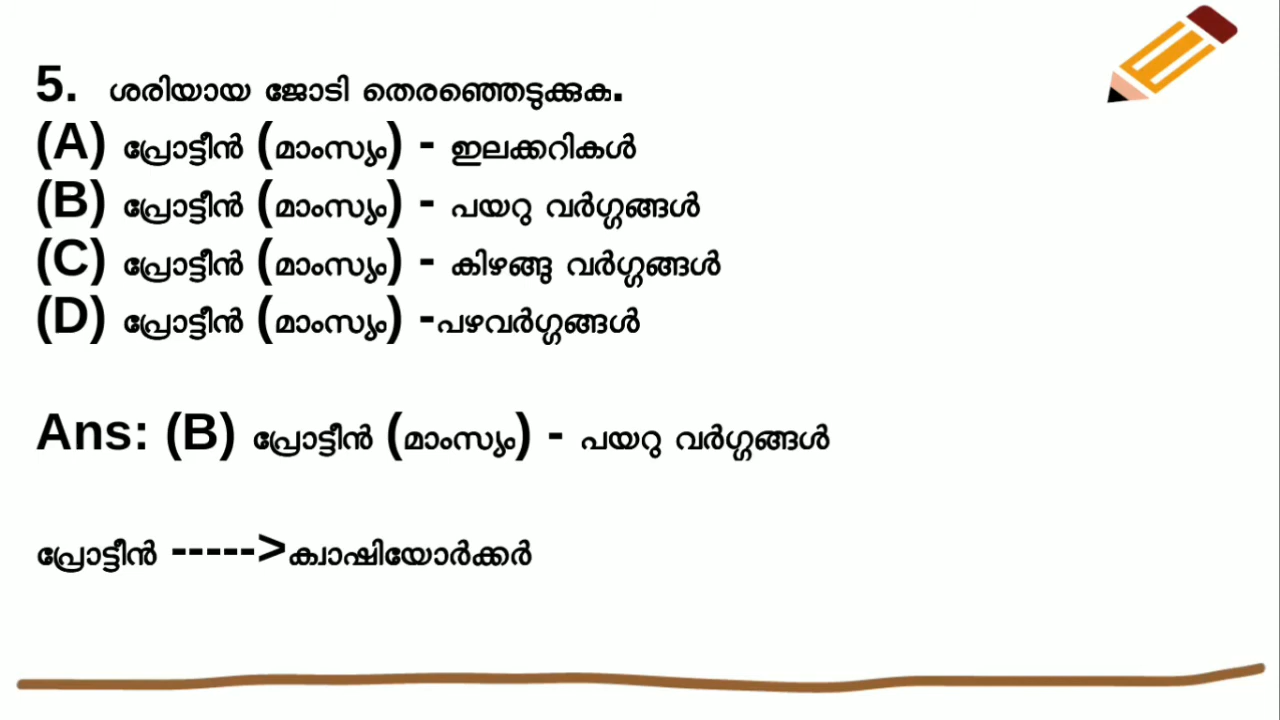 5. ശരിയായ ജോടി തെരഞ്ഞെടുക്കുക.
(A) പ്രോട്ടീൻ (മാംസ്യം) - ഇലക്കറികൾ
(B) പ്രോട്ടീൻ (മാംസ്യം) - പയറു വർഗ്ഗങ്ങൾ
(C) പ്രോട്ടീൻ (മാംസ്യം) - കിഴങ്ങു വർഗ്ഗങ്ങൾ
(D) പ്രോട്ടീൻ (മാംസ്യം) -പഴവർഗ്ഗങ്ങൾ
Ans: (B) പ്രോട്ടീൻ (മാംസ്യം) - പയറു വർഗ്ഗങ്ങൾ
പ്രോട്ടീൻ ----->ക്വാഷിയോർക്കർ